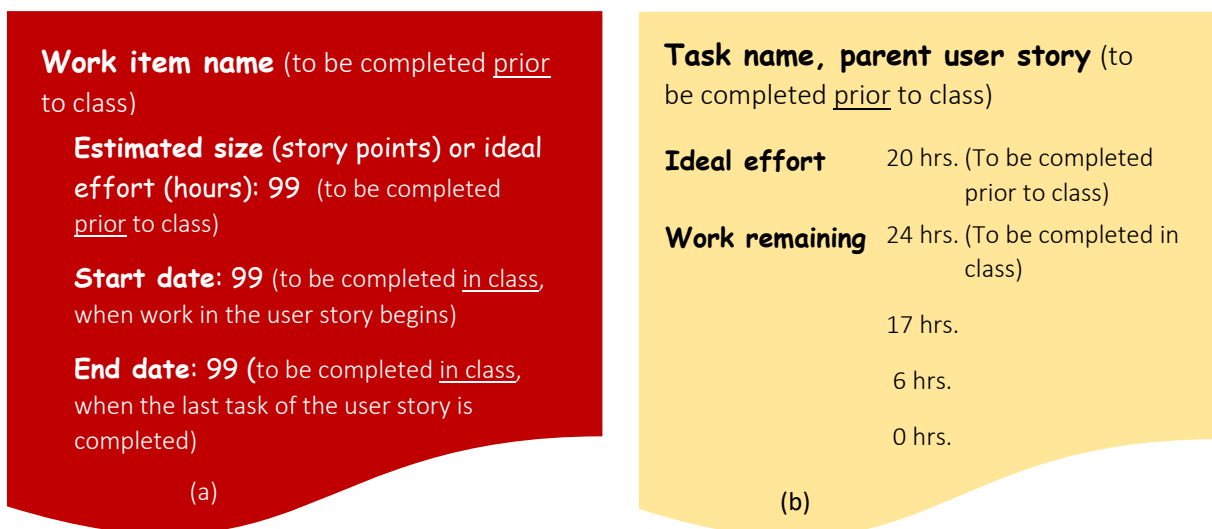 Work item name (to be completed prior
to class)
Estimated size (story points) or ideal
effort (hours): 99 (to be completed
prior to class)
Start date: 99 (to be completed in class,
when work in the user story begins)
End date: 99 (to be completed in class,
when the last task of the user story is
completed)
(a)
Task name, parent user story (to
be completed prior to class)
Ideal effort 20 hrs. (To be completed
prior to class)
Work remaining 24 hrs. (To be completed in
class)
17 hrs.
6 hrs.
0 hrs.
(b)